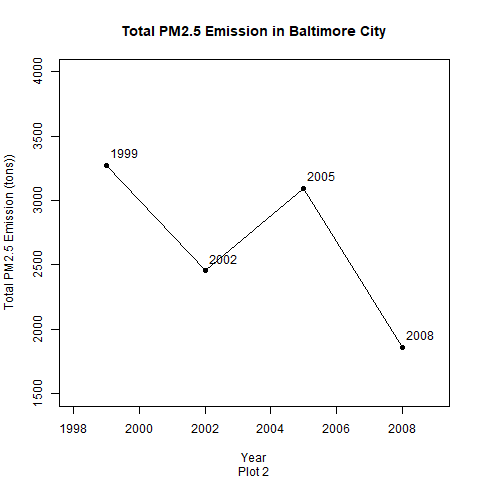 Total PM2.5 Emission in Baltimore City
Total PM2.5 Emission (tons))
4000
3500
3000
2500
2000
1500
1999
2005
2002
2008
1998 2000 2002 2004 2006 2008
Year
Plot 2